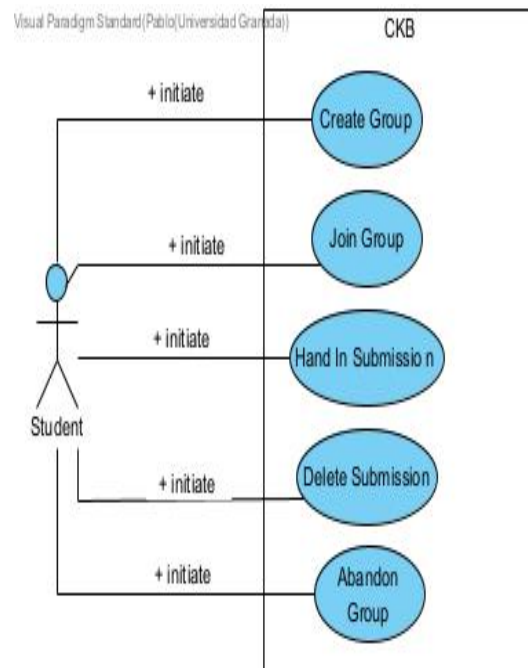 Visual Paradigm Standard(Pablo(Universidad Granada))
CKB
+ initiate
Create Group
+ initiate
Join Group
+ initiate
Hand In Submission
Student
+ initiate
Delete Submission
+ initiate
Abandon
Group